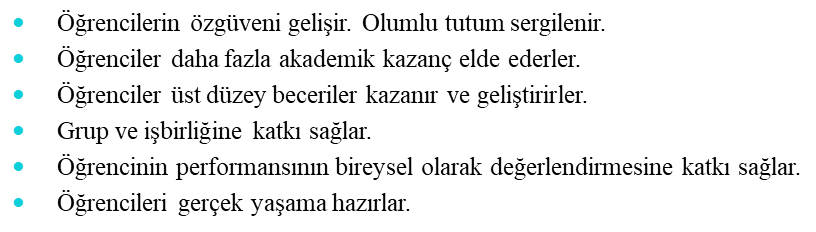 • Öğrencilerin özgüveni gelişir. Olumlu tutum sergilenir.
• Öğrenciler daha fazla akademik kazanç elde ederler.
• Öğrenciler üst düzey beceriler kazanır ve geliştirirler.
• Grup ve işbirliğine katkı sağlar.
• Öğrencinin performansının bireysel olarak değerlendirmesine katkı sağlar.
• Öğrencileri gerçek yaşama hazırlar.